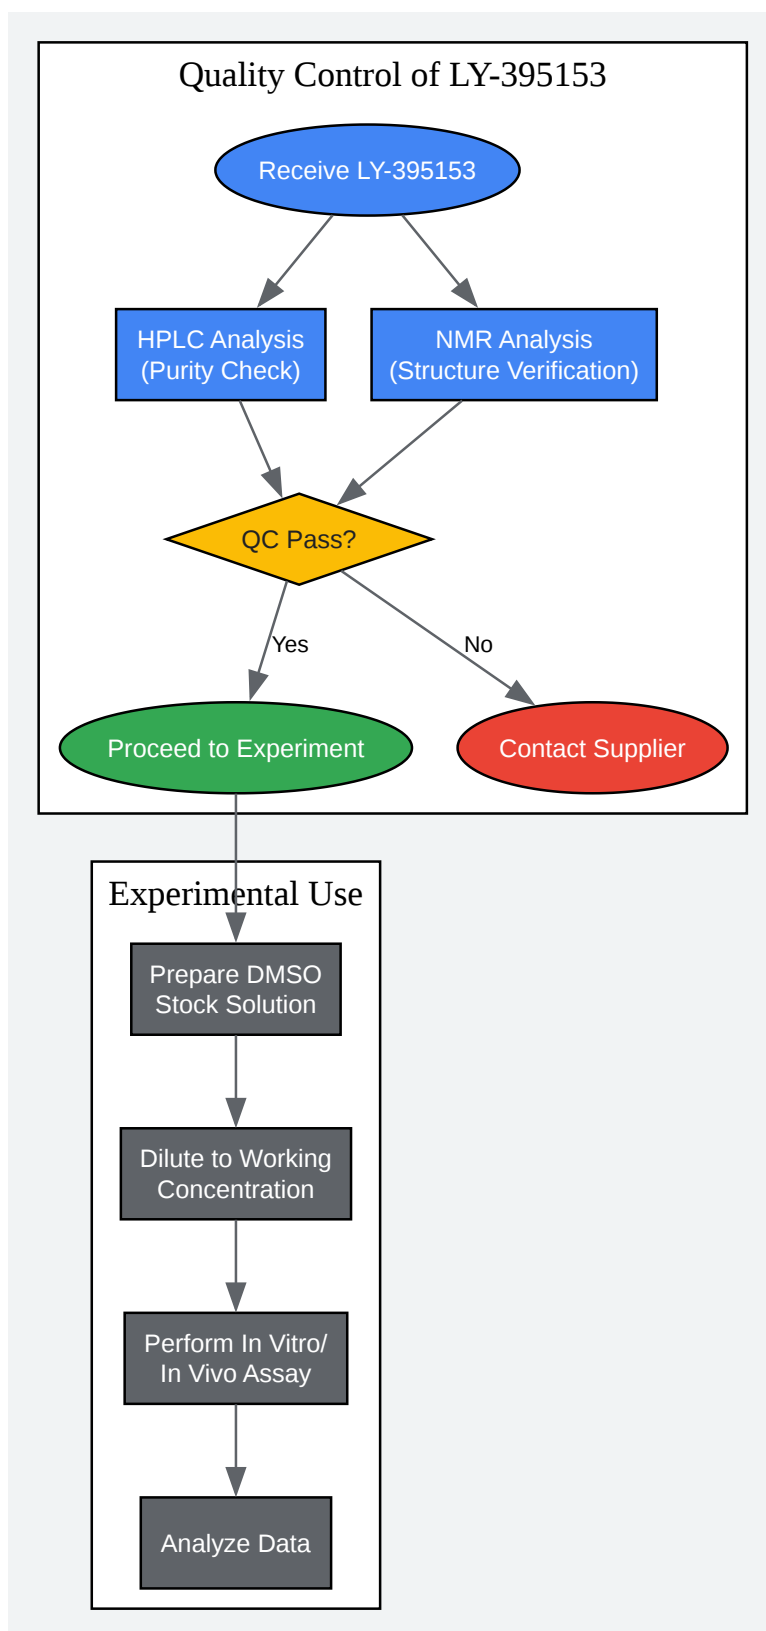 Quality Control of LY-395153
Receive LY-395153
HPLC Analysis
(Purity Check)
NMR Analysis
(Structure Verification)
QC Pass?
Yes
No
Proceed to Experiment
Contact Supplier
Experimental Use
Prepare DMSO
Stock Solution
Dilute to Working
Concentration
Perform In Vitro/
In Vivo Assay
Analyze Data